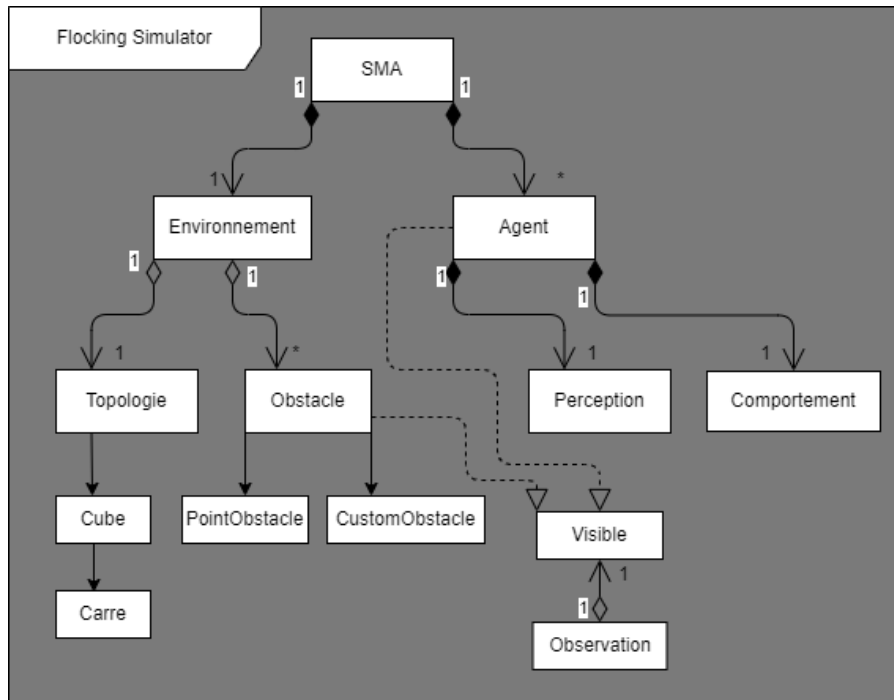 Flocking Simulator
SMA
1
1
1
*
Environnement
Agent
1
1
1
1
1
*
1
1
Topologie
Obstacle
Perception
Comportement
Cube
PointObstacle
CustomObstacle
Visible
1
Carre
1
Observation